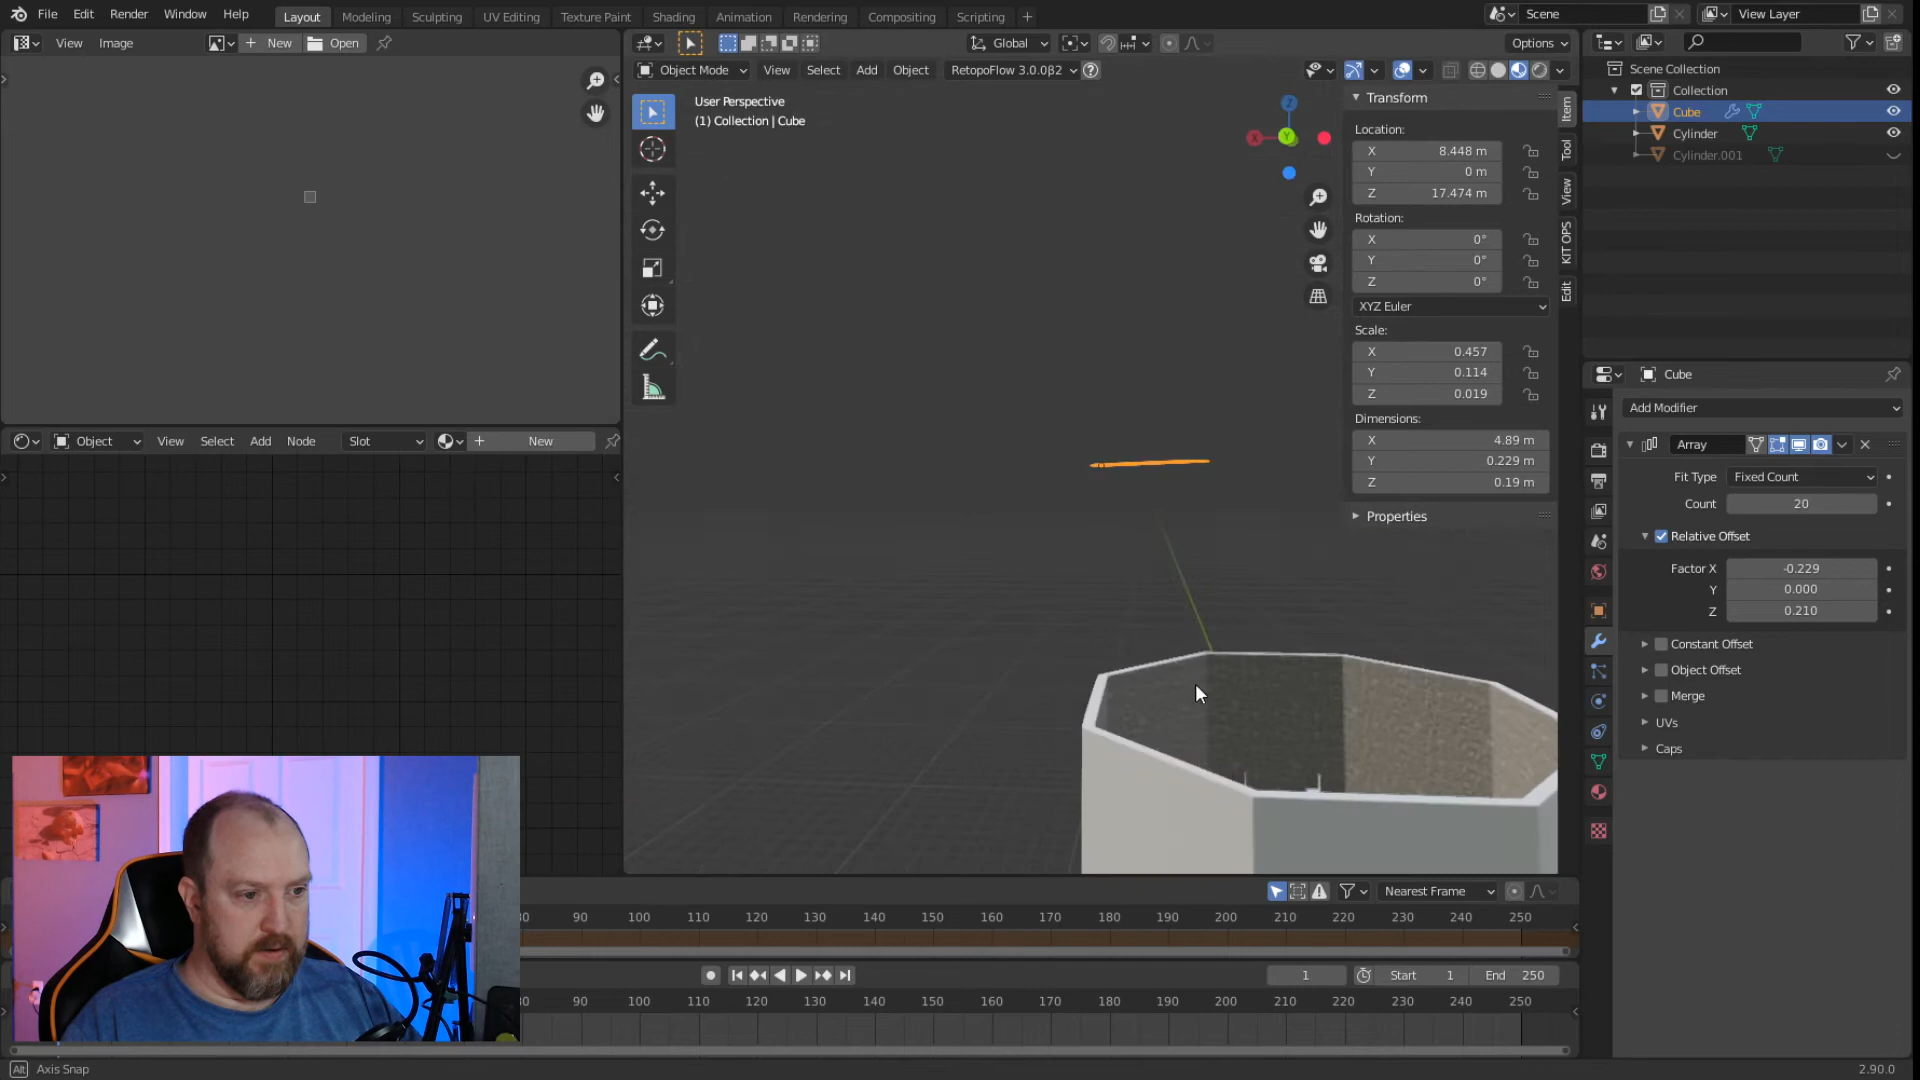 File Edit Render Window Help Layout Modeling Sculpting UV Editing Texture Paint Shading Animation Rendering Compositing Scripting + Scene View Layer
View Image + New Open Global Options
Object Mode View Select Add Object RetopoFlow 3.0.0β2 ?
User Perspective
(1) Collection | Cube
Z
X Y
Transform
Location:
X 8.448 m
Y 0 m
Z 17.474 m
Rotation:
X 0°
Y 0°
Z 0°
XYZ Euler
Scale:
X 0.457
Y 0.114
Z 0.019
Dimensions:
X 4.89 m
Y 0.229 m
Z 0.19 m
Properties
Item
Tool
View
KIT OPS
Edit
Scene Collection
Collection
Cube
Cylinder
Cylinder.001
Cube
Add Modifier
Array
Fit Type Fixed Count
Count 20
Relative Offset
Factor X -0.229
Y 0.000
Z 0.210
Constant Offset
Object Offset
Merge
UVs
Caps
Object View Select Add Node Slot + New
Nearest Frame
90 100 110 120 130 140 150 160 170 180 190 200 210 220 230 240 250
1 Start 1 End 250
90 100 110 120 130 140 150 160 170 180 190 200 210 220 230 240 250
Alt Axis Snap 2.90.0